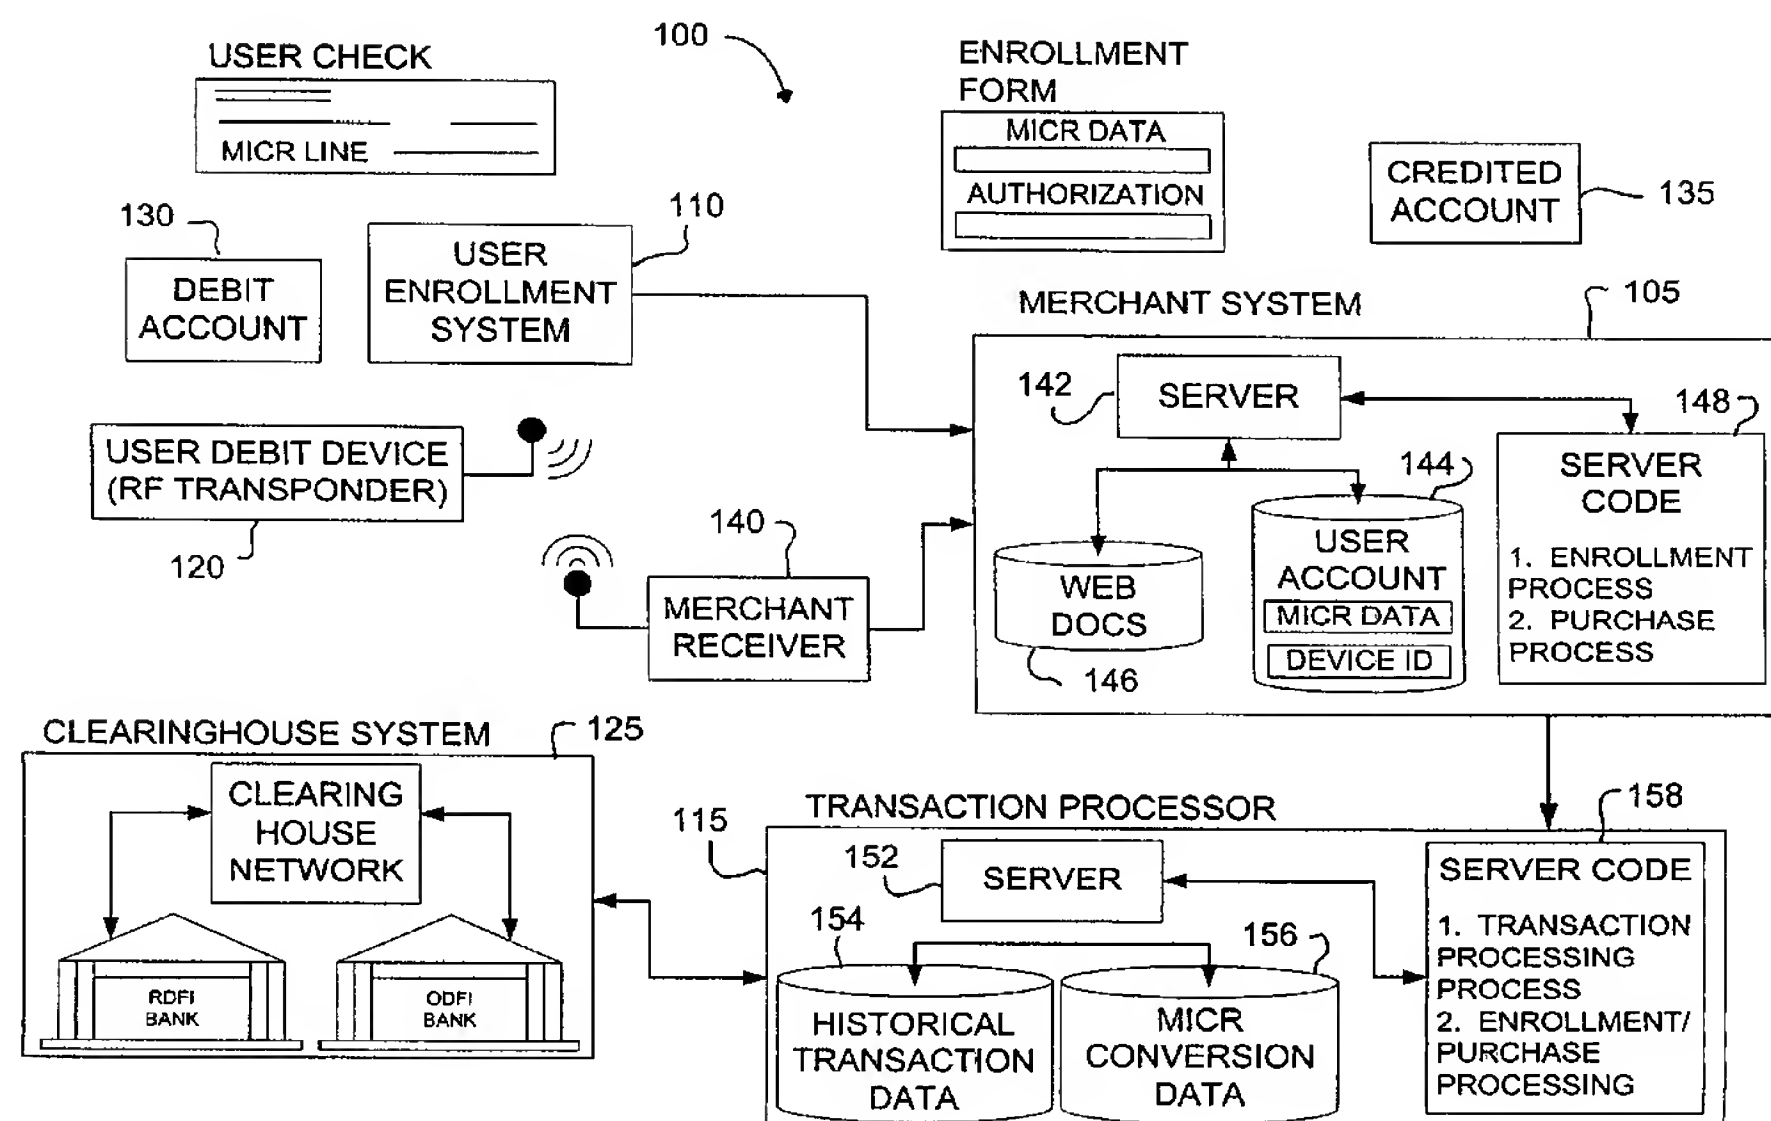 100
USER CHECK
MICR LINE
ENROLLMENT
FORM
MICR DATA
AUTHORIZATION
CREDITED
ACCOUNT
135
130
DEBIT
ACCOUNT
110
USER
ENROLLMENT
SYSTEM
USER DEBIT DEVICE
(RF TRANSPONDER)
120
140
MERCHANT
RECEIVER
MERCHANT SYSTEM
105
142
SERVER
148
SERVER
CODE
1. ENROLLMENT
PROCESS
2. PURCHASE
PROCESS
144
USER
ACCOUNT
MICR DATA
DEVICE ID
WEB
DOCS
146
CLEARINGHOUSE SYSTEM
125
CLEARING
HOUSE
NETWORK
RDFI
BANK
ODFI
BANK
TRANSACTION PROCESSOR
115
152
SERVER
158
SERVER CODE
1. TRANSACTION
PROCESSING
PROCESS
2. ENROLLMENT/
PURCHASE
PROCESSING
154
HISTORICAL
TRANSACTION
DATA
156
MICR
CONVERSION
DATA